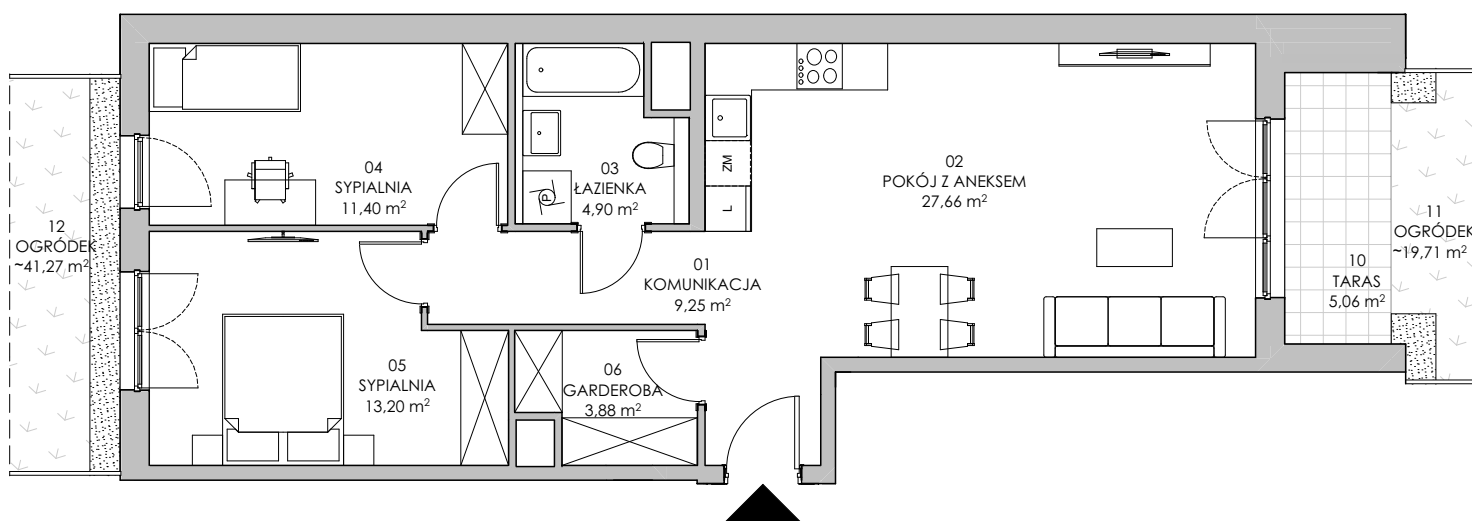 04
SYPIALNIA
11,40 m²
03
ŁAZIENKA
4,90 m²
P
ZM
L
02
POKÓJ Z ANEKSEM
27,66 m²
12
OGRÓDEK
~41,27 m²
11
OGRÓDEK
~19,71 m²
10
TARAS
5,06 m²
01
KOMUNIKACJA
9,25 m²
05
SYPIALNIA
13,20 m²
06
GARDEROBA
3,88 m²